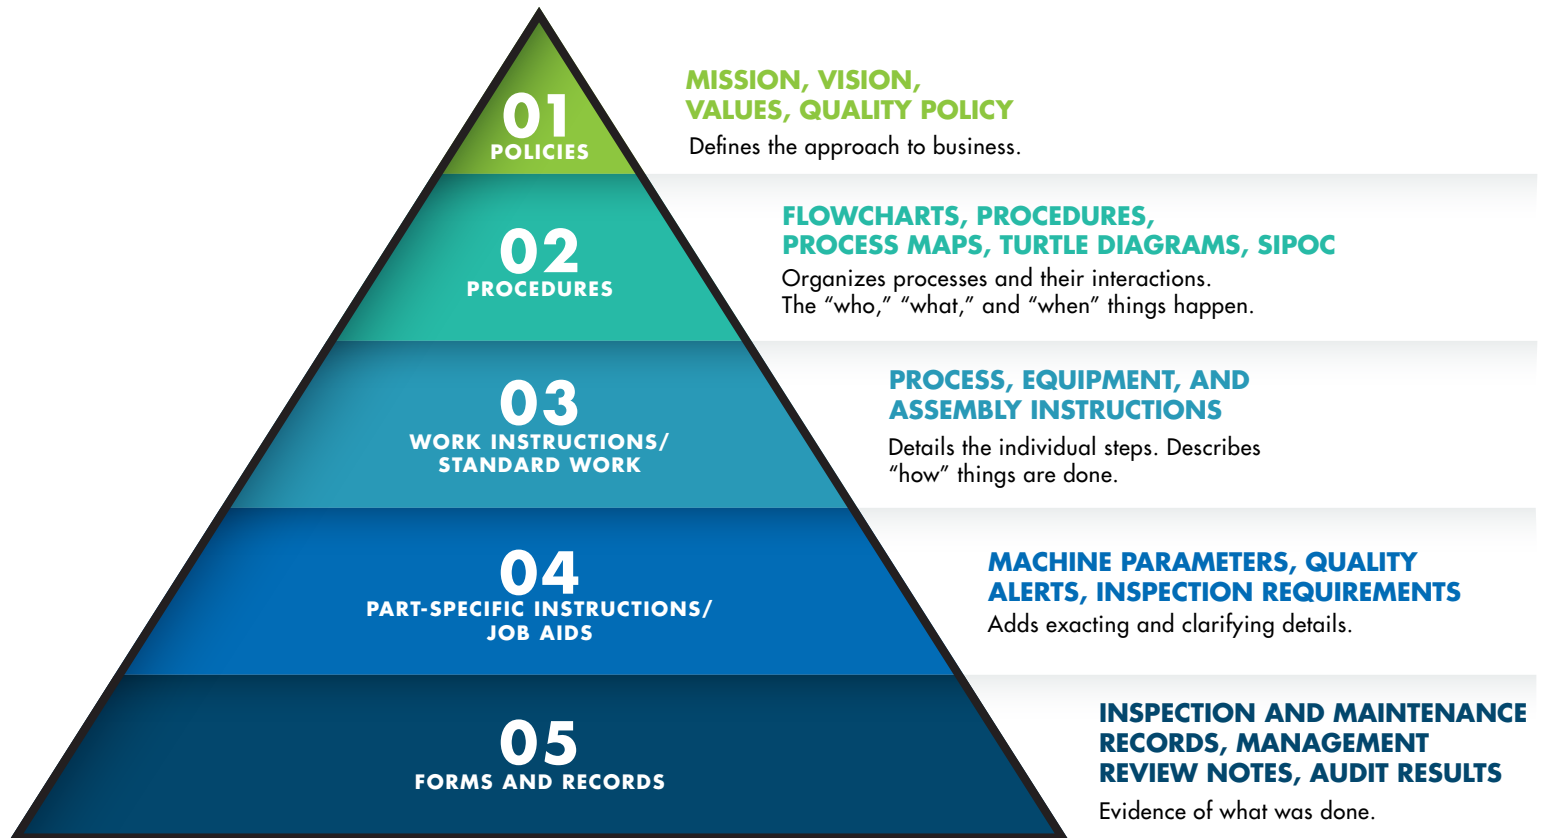 01
POLICIES
MISSION, VISION,
VALUES, QUALITY POLICY
Defines the approach to business.
02
PROCEDURES
FLOWCHARTS, PROCEDURES,
PROCESS MAPS, TURTLE DIAGRAMS, SIPOC
Organizes processes and their interactions.
The “who,” “what,” and “when” things happen.
03
WORK INSTRUCTIONS/
STANDARD WORK
PROCESS, EQUIPMENT, AND
ASSEMBLY INSTRUCTIONS
Details the individual steps. Describes
“how” things are done.
04
PART-SPECIFIC INSTRUCTIONS/
JOB AIDS
MACHINE PARAMETERS, QUALITY
ALERTS, INSPECTION REQUIREMENTS
Adds exacting and clarifying details.
05
FORMS AND RECORDS
INSPECTION AND MAINTENANCE
RECORDS, MANAGEMENT
REVIEW NOTES, AUDIT RESULTS
Evidence of what was done.